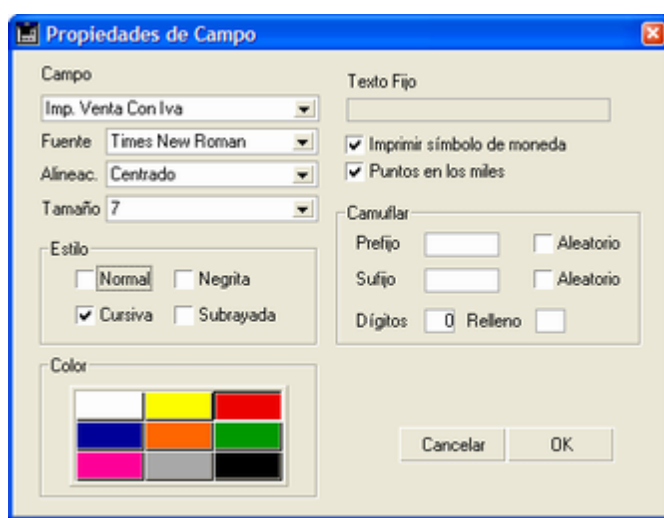 Propiedades de Campo
Campo
Imp. Venta Con Iva
Fuente Times New Roman
Alineac. Centrado
Tamaño 7
Estilo
Normal Negrita
Cursiva Subrayada
Color
Texto Fijo
Imprimir símbolo de moneda
Puntos en los miles
Camuflar
Prefijo Aleatorio
Sufijo Aleatorio
Dígitos 0 Relleno
Cancelar OK